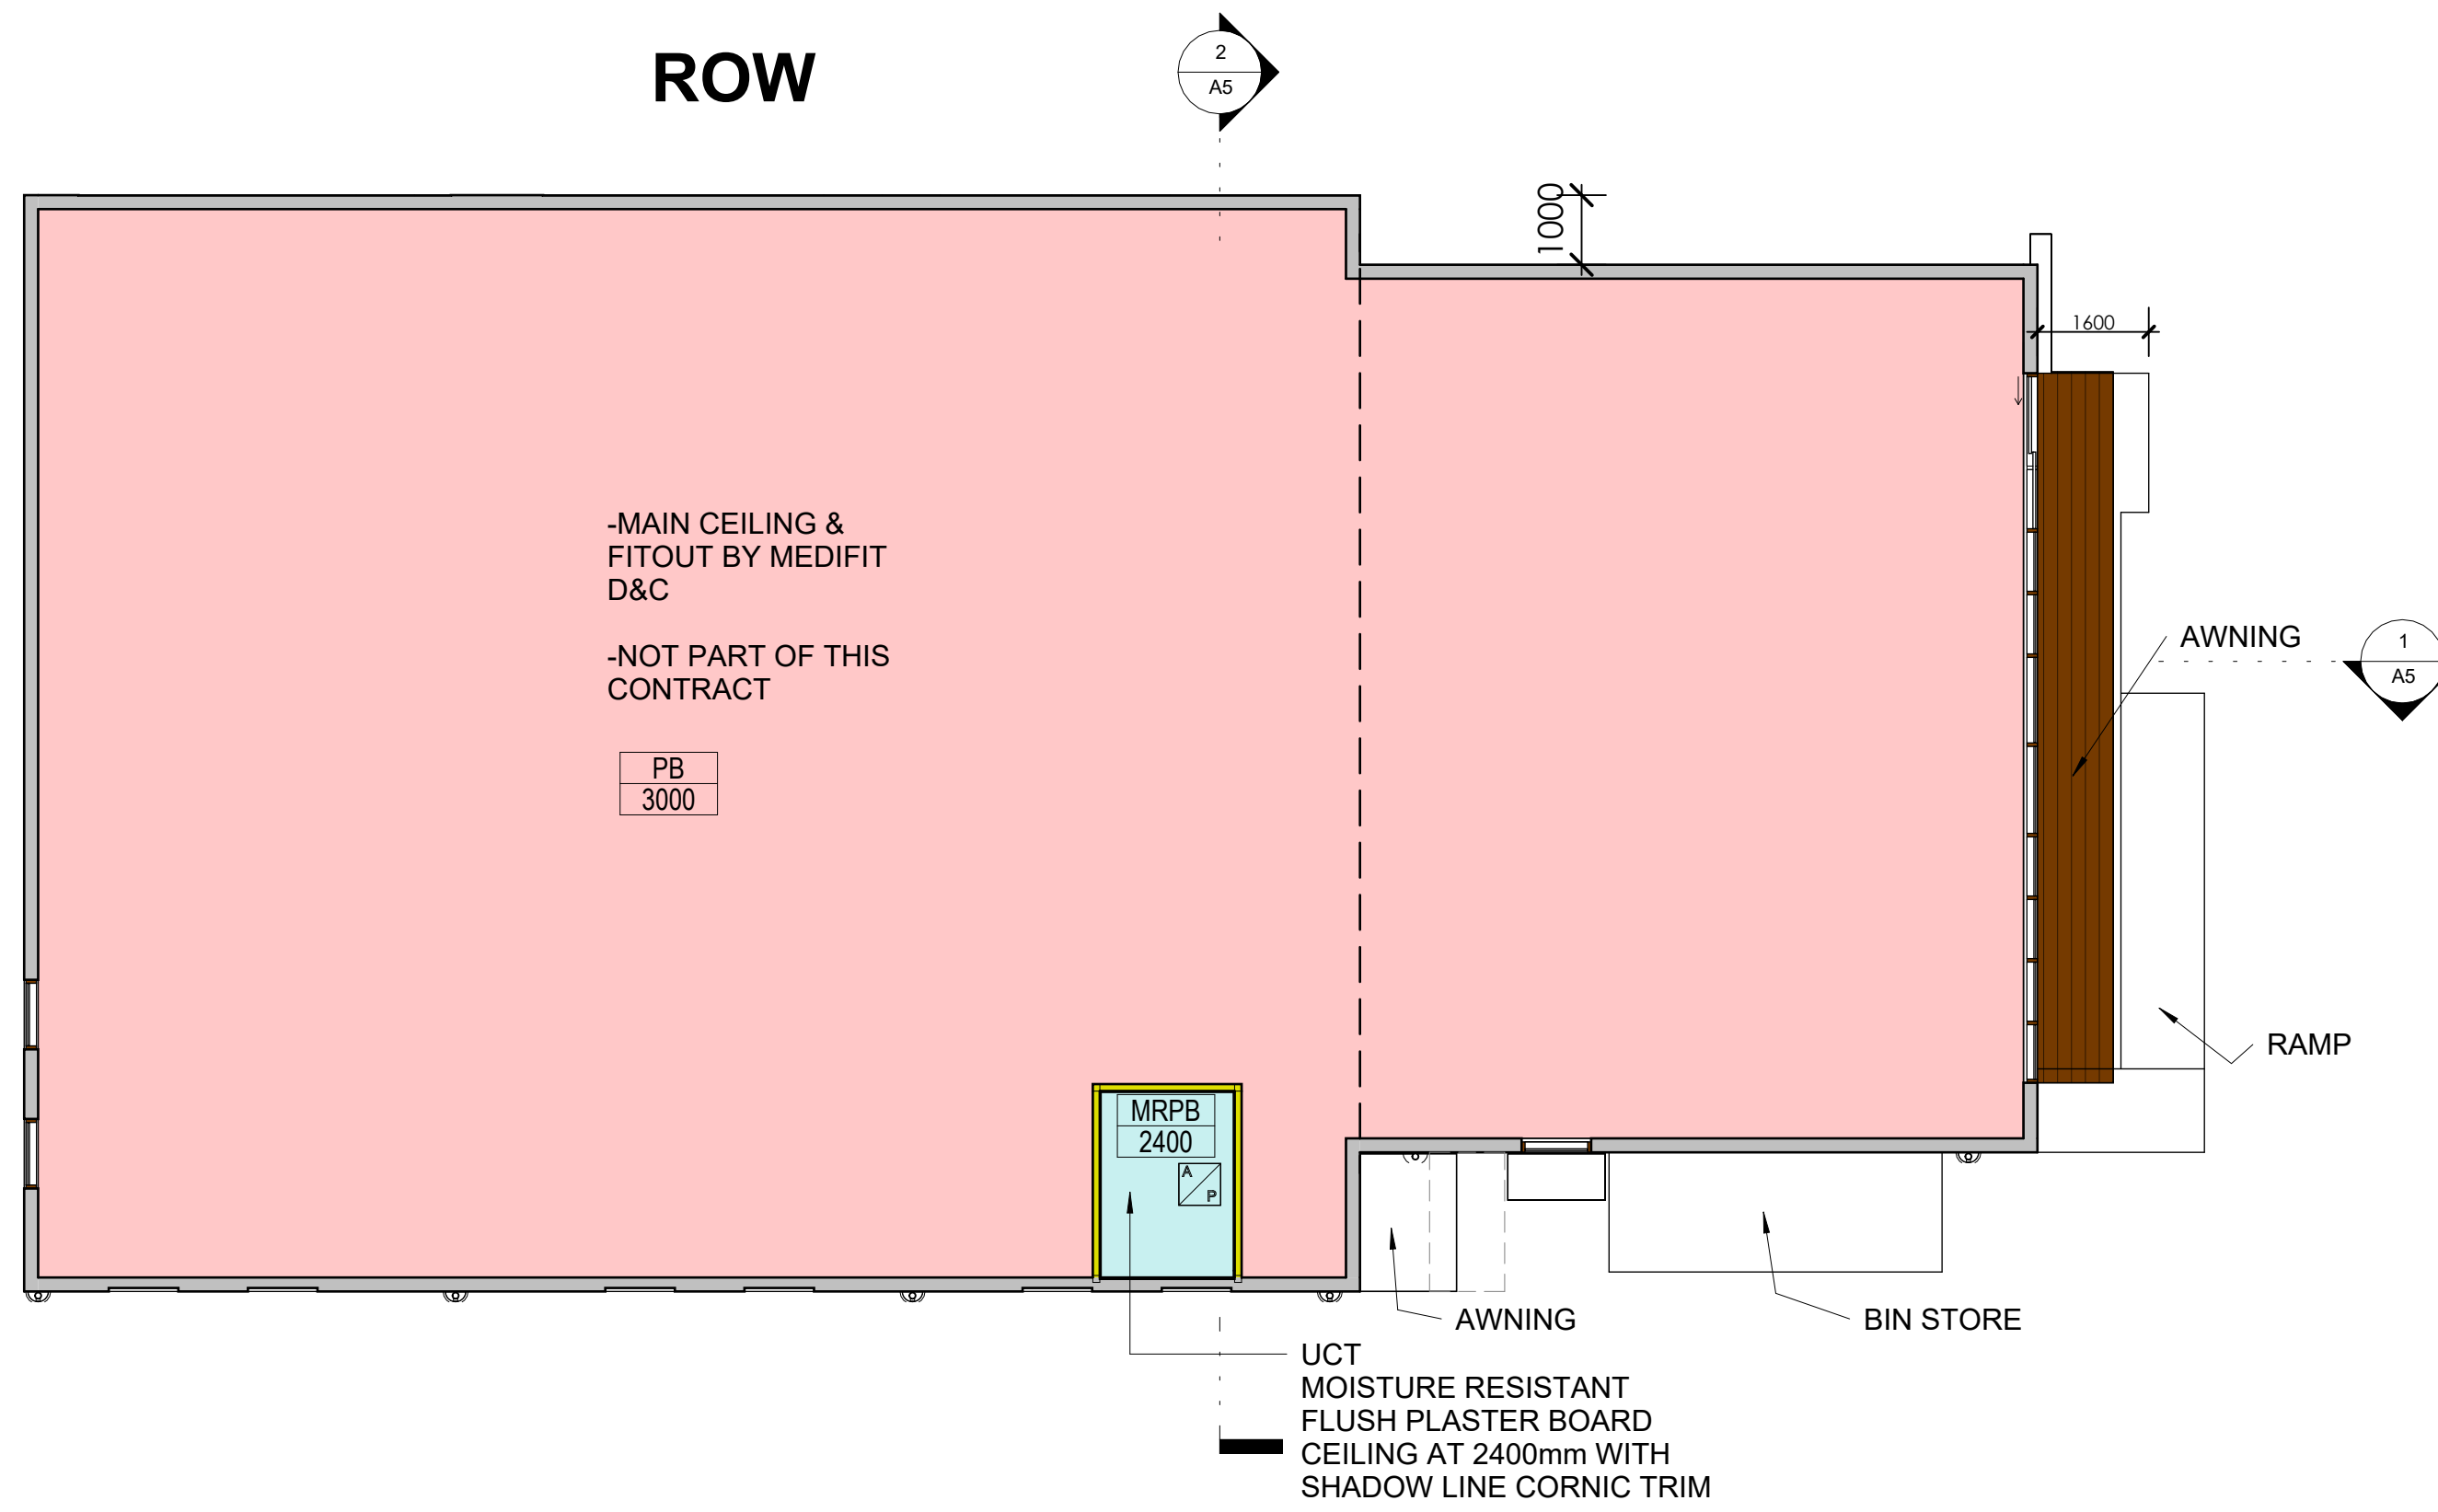 ROW
2
A5
1000
1600
-MAIN CEILING &
FITOUT BY MEDIFIT
D&C
-NOT PART OF THIS
CONTRACT
PB
3000
AWNING
1
A5
RAMP
MRPB
2400
A
P
AWNING
BIN STORE
UCT
MOISTURE RESISTANT
FLUSH PLASTER BOARD
CEILING AT 2400mm WITH
SHADOW LINE CORNIC TRIM